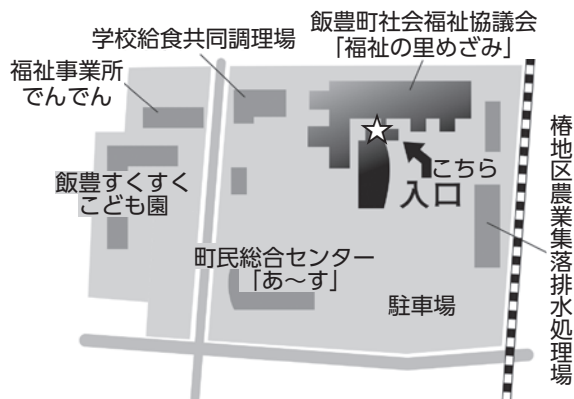 飯豊町社会福祉協議会
「福祉の里めざみ」
学校給食共同調理場
福祉事業所
でんでん
飯豊すくすく
こども園
こちら
入口
町民総合センター
「あ～す」
駐車場
椿地区農業集落排水処理場